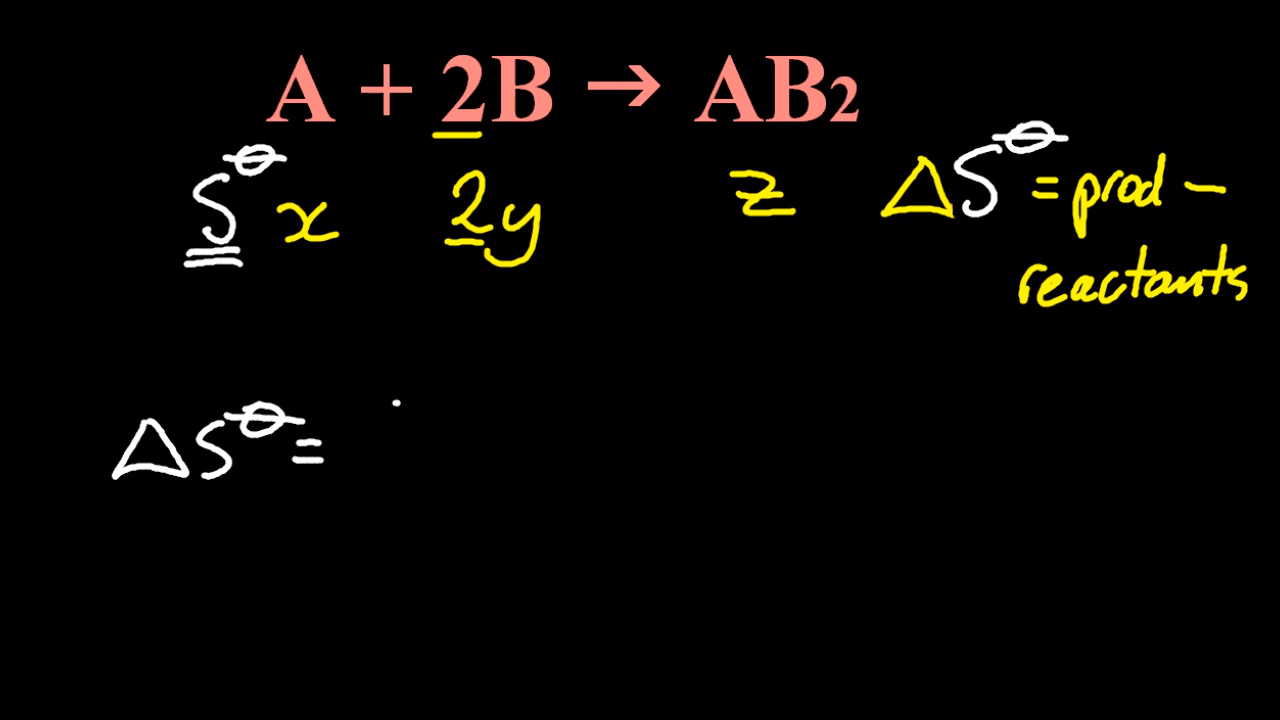 A + 2B → AB₂
S⦵ x 2y z ΔS⦵ = prod –
reactants
ΔS⦵ =